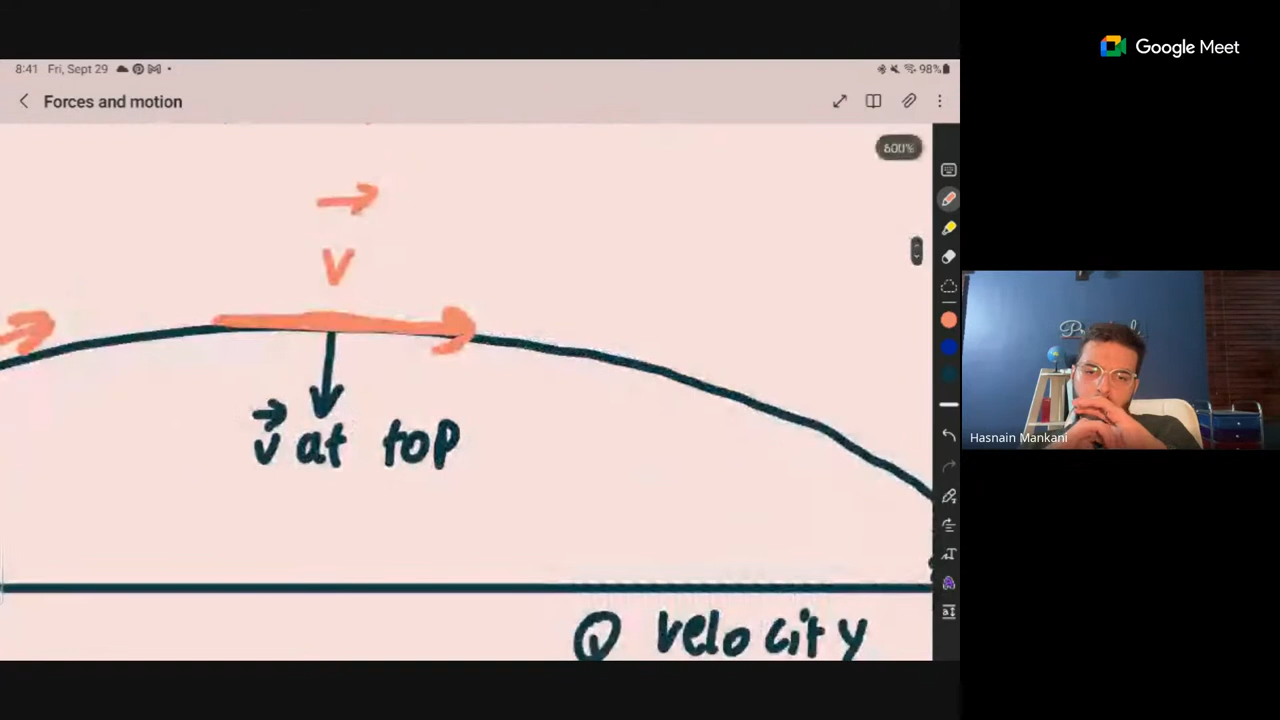 Google Meet
8:41 Fri, Sept 29
98%
Forces and motion
600%
v
v at top
Q velocity
Hasnain Mankani